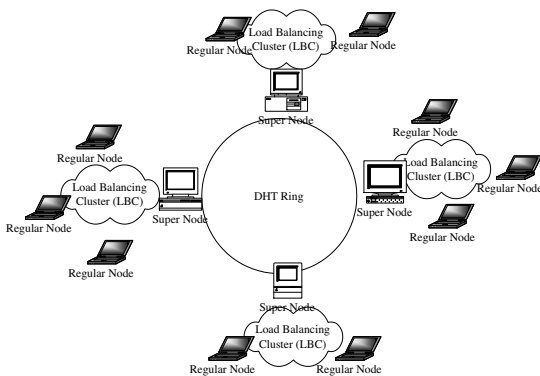 Load Balancing
Cluster (LBC)
Regular Node
Regular Node
Super Node
Regular Node
Load Balancing
Cluster (LBC)
Regular Node
Regular Node
Super Node
DHT Ring
Regular Node
Load Balancing
Cluster (LBC)
Regular Node
Regular Node
Super Node
Super Node
Load Balancing
Cluster (LBC)
Regular Node
Regular Node